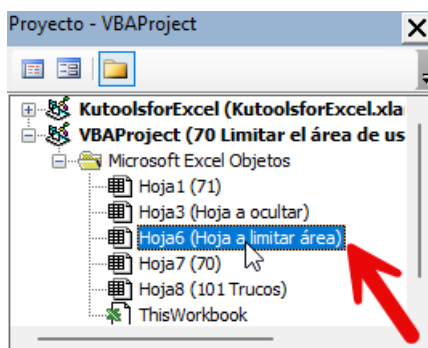 Proyecto - VBAProject
KutoolsforExcel (KutoolsforExcel.xla
VBAProject (70 Limitar el área de us
Microsoft Excel Objetos
Hoja1 (71)
Hoja3 (Hoja a ocultar)
Hoja6 (Hoja a limitar área)
Hoja7 (70)
Hoja8 (101 Trucos)
ThisWorkbook